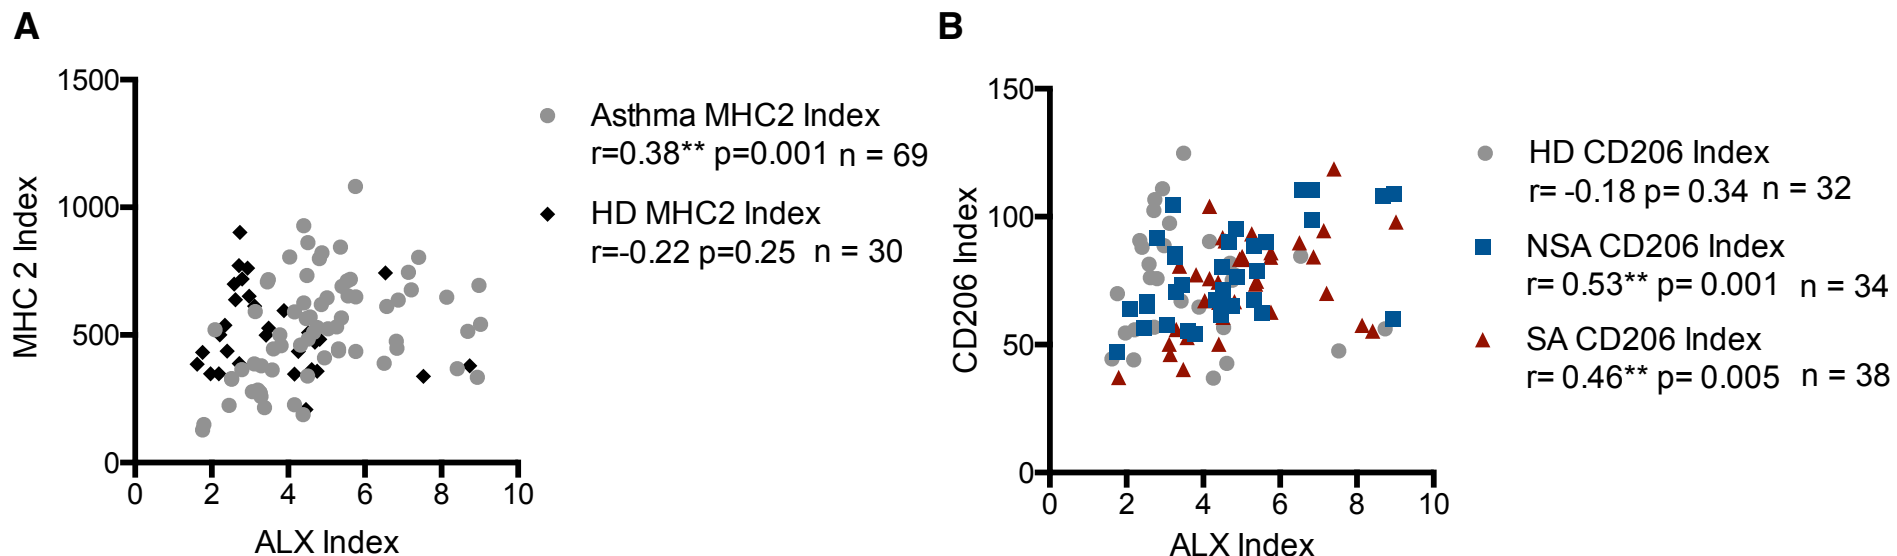 A
MHC 2 Index
1500
1000
500
0
0 2 4 6 8 10
ALX Index
Asthma MHC2 Index
r=0.38** p=0.001 n = 69
HD MHC2 Index
r=-0.22 p=0.25 n = 30
B
CD206 Index
150
100
50
0
0 2 4 6 8 10
ALX Index
HD CD206 Index
r= -0.18 p= 0.34 n = 32
NSA CD206 Index
r= 0.53** p= 0.001 n = 34
SA CD206 Index
r= 0.46** p= 0.005 n = 38